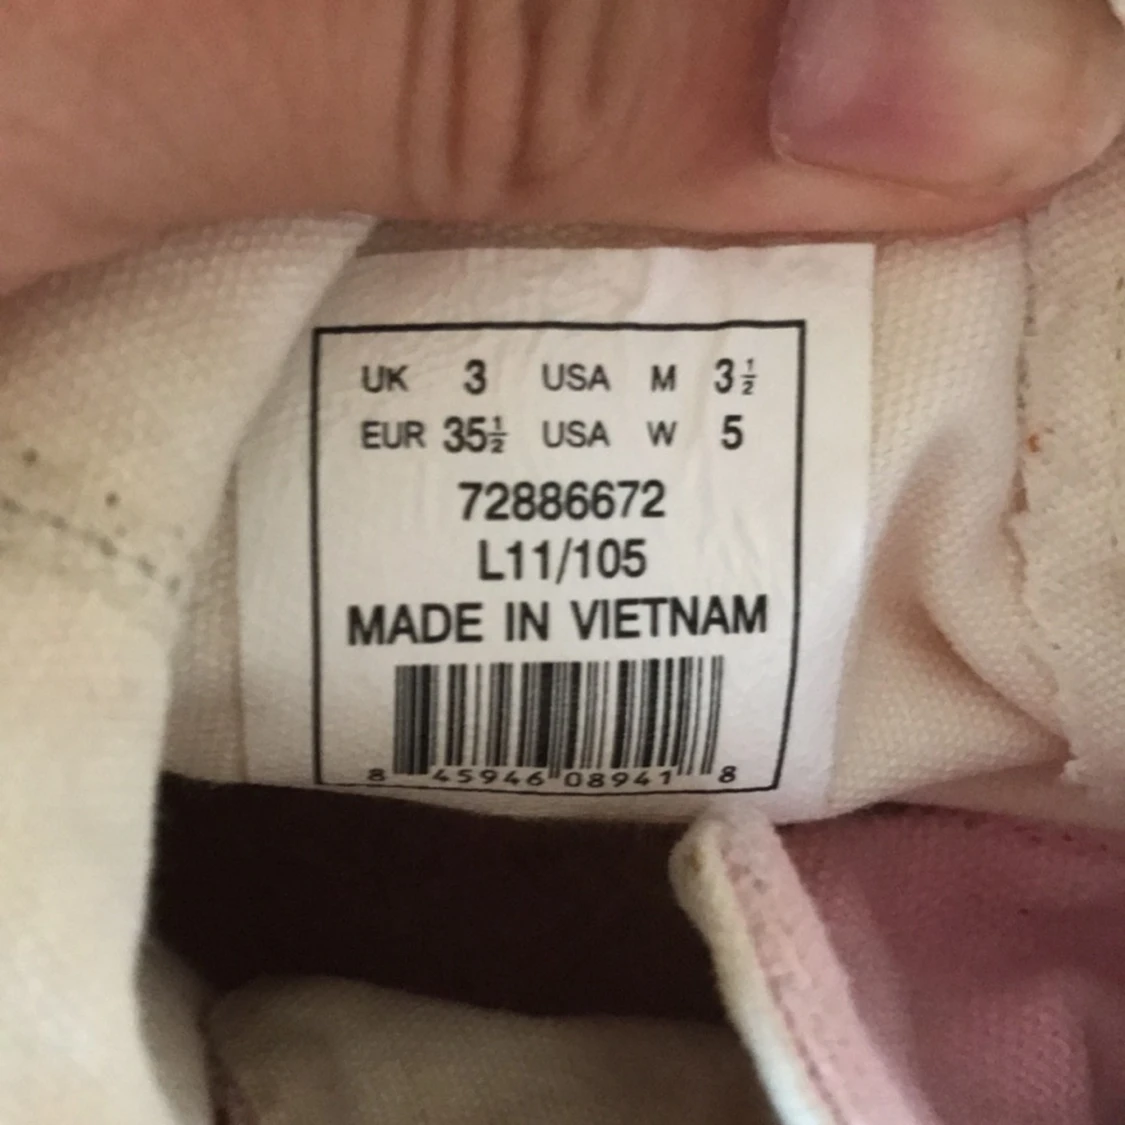 UK 3 USA M 3½
EUR 35½ USA W 5
72886672
L11/105
MADE IN VIETNAM
8 45946 08941 8